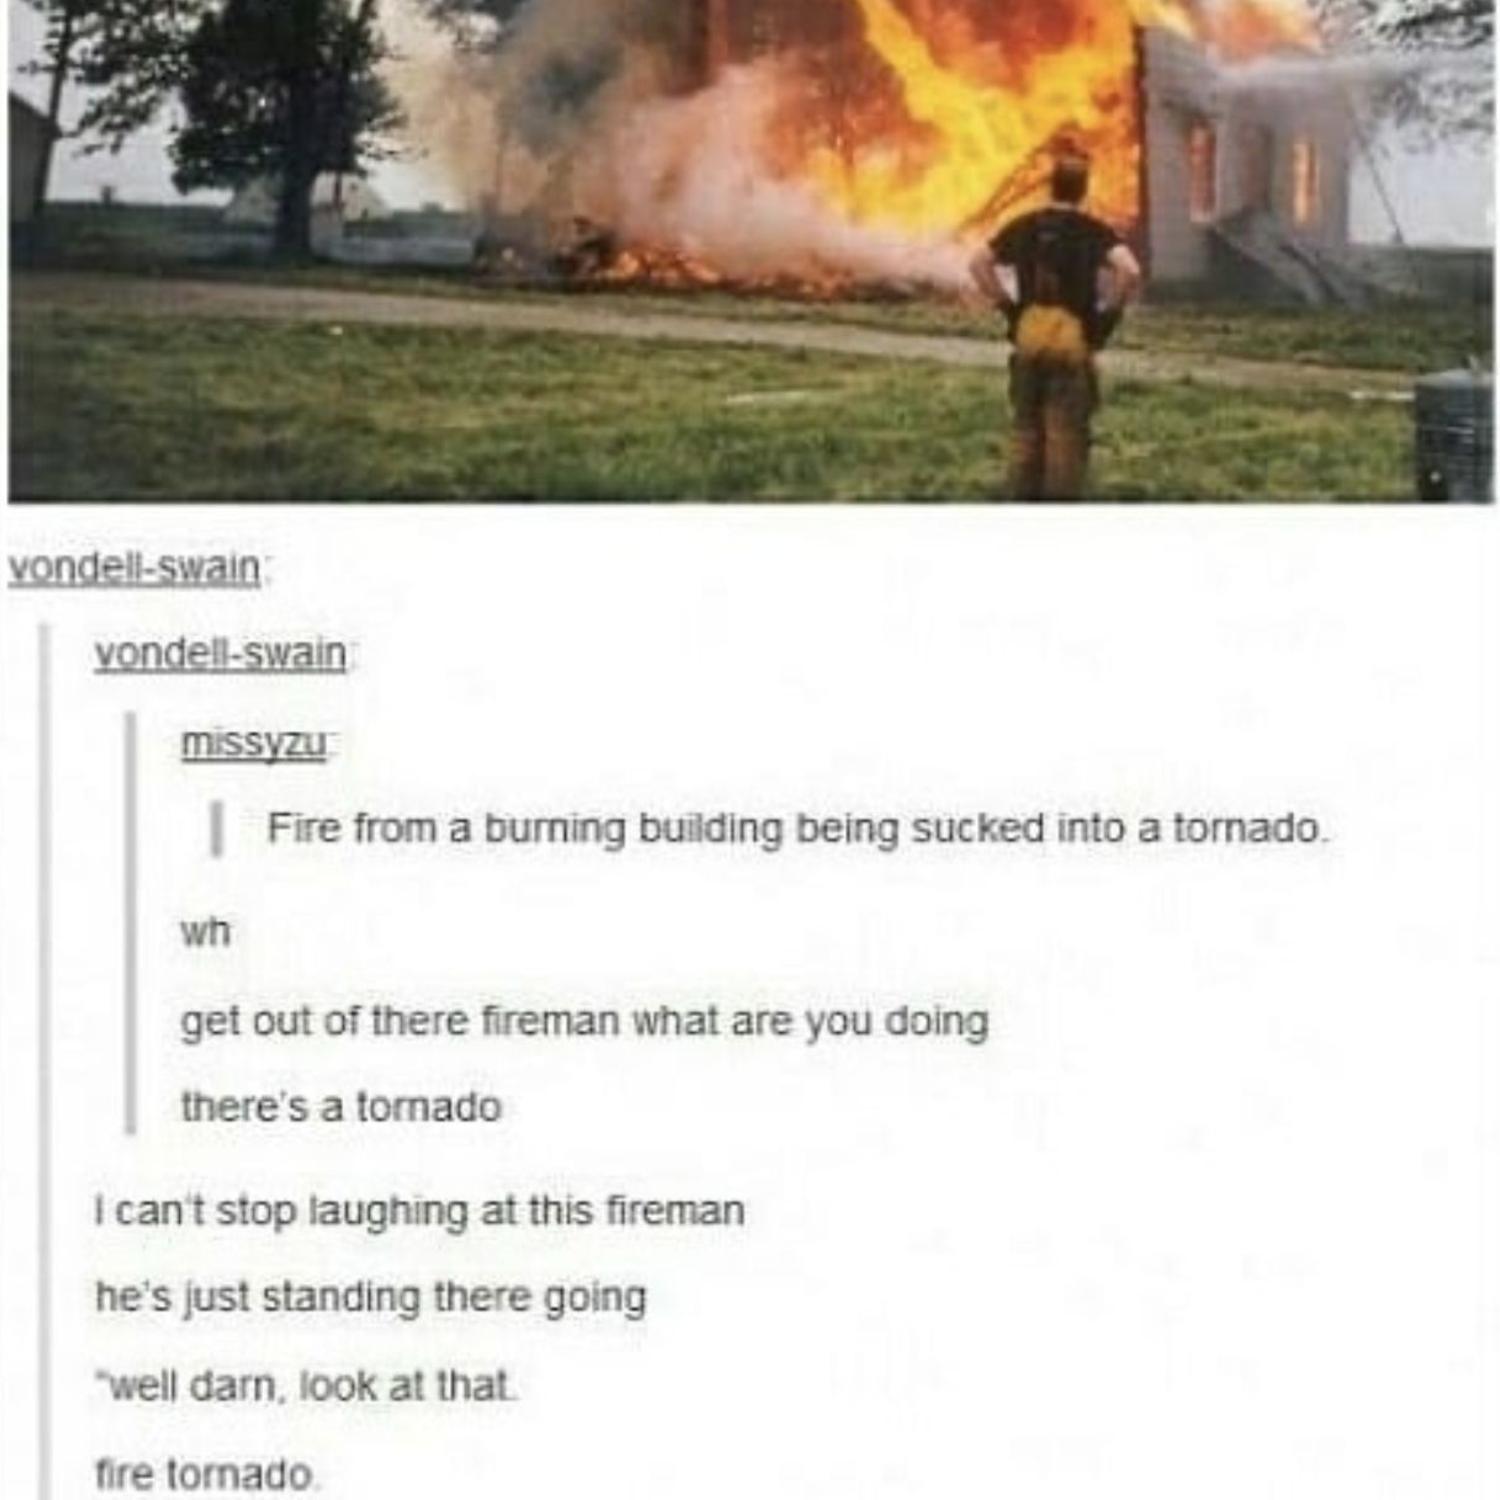 vondell-swain:
vondell-swain:
missyzu:
Fire from a burning building being sucked into a tornado.
wh
get out of there fireman what are you doing
there's a tornado
I can't stop laughing at this fireman
he's just standing there going
"well darn, look at that.
fire tornado.